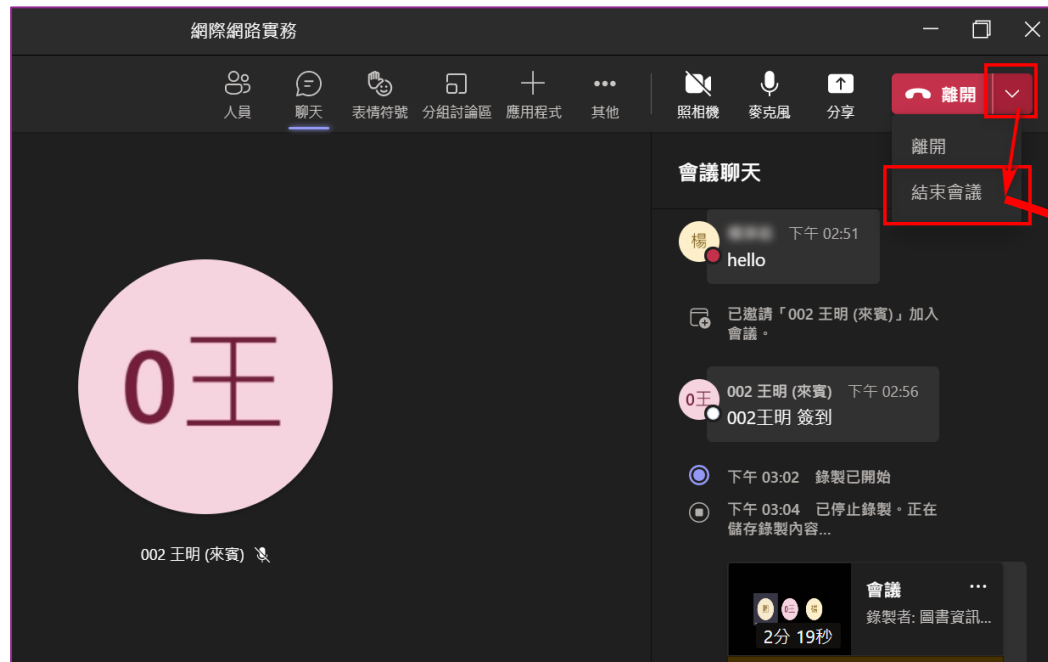 網際網路實務
人員
聊天
表情符號
分組討論區
應用程式
其他
照相機
麥克風
分享
離開
離開
結束會議
會議聊天
楊
下午 02:51
hello
已邀請「002 王明 (來賓)」加入
會議。
0王
002 王明 (來賓) 下午 02:56
002王明 簽到
下午 03:02 錄製已開始
下午 03:04 已停止錄製。正在
儲存錄製內容...
0王
002 王明 (來賓)
會議
錄製者: 圖書資訊...
2分 19秒